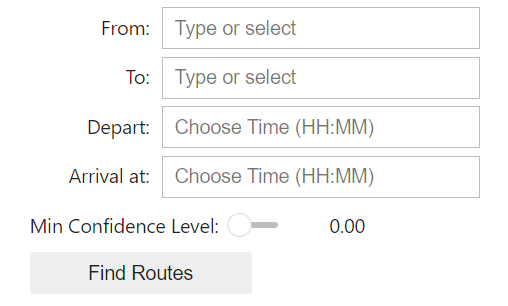 From: Type or select
To: Type or select
Depart: Choose Time (HH:MM)
Arrival at: Choose Time (HH:MM)
Min Confidence Level: 0.00
Find Routes